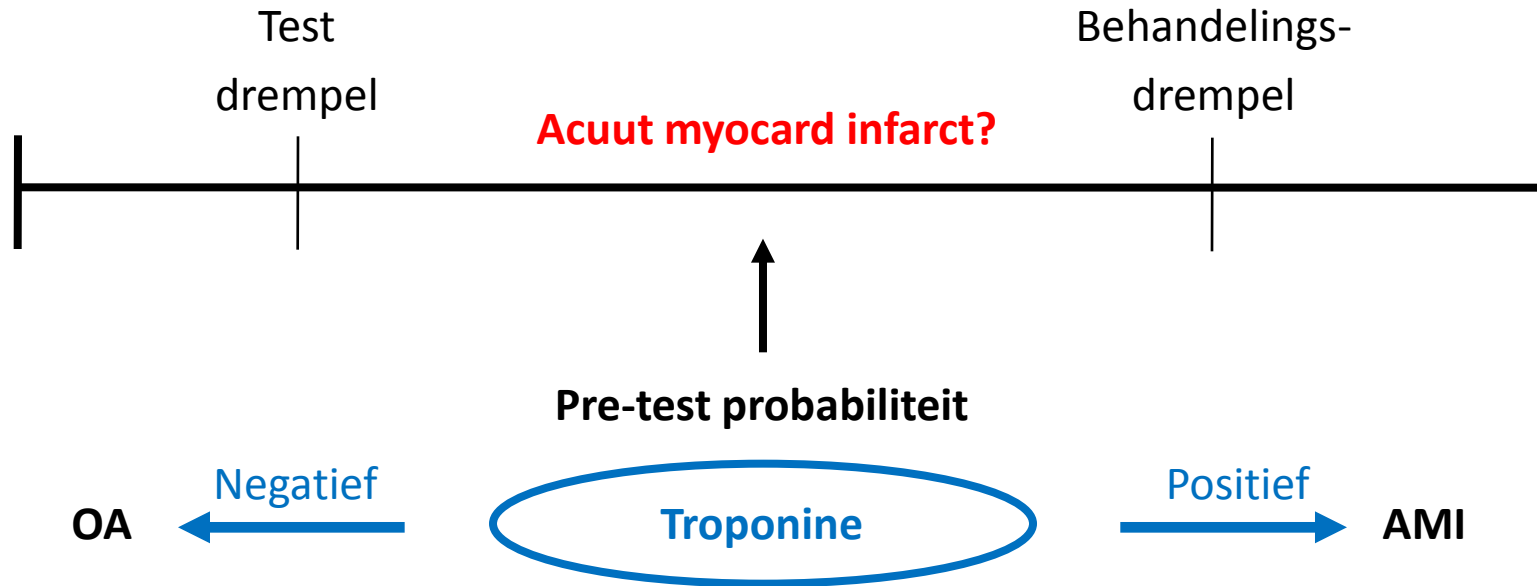 Test
drempel
Behandelings-
drempel
Acuut myocard infarct?
Pre-test probabiliteit
Negatief
Positief
OA
Troponine
AMI